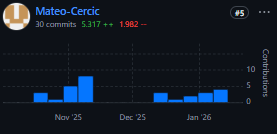 Mateo-Cercic
#5
30 commits 5.317 ++ 1.982 --
10
5
0
Contributions
Nov '25 Dec '25 Jan '26